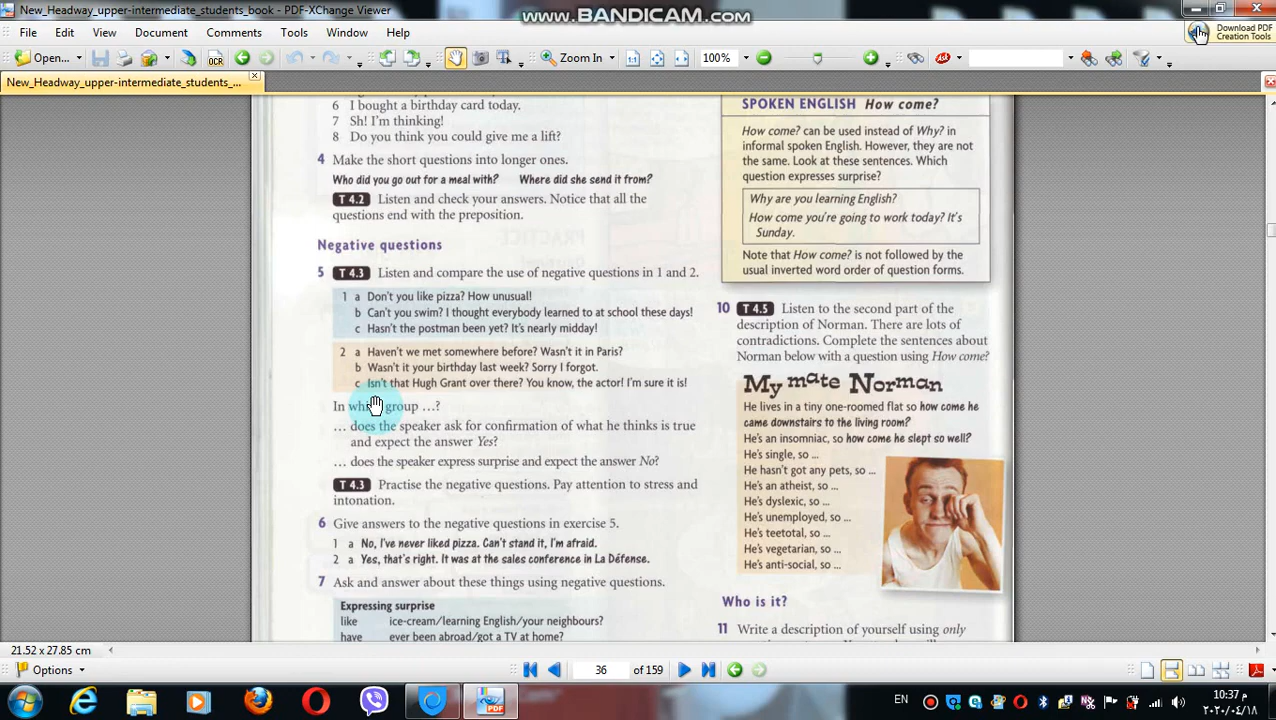 New_Headway_upper-intermediate_students_book - PDF-XChange Viewer
www.BANDICAM.com
File Edit View Document Comments Tools Window Help
Download PDF
Creation Tools
Open...
OCR
Zoom In
100%
New_Headway_upper-intermediate_students_...
6 I bought a birthday card today.
7 Sh! I'm thinking!
8 Do you think you could give me a lift?
4 Make the short questions into longer ones.
Who did you go out for a meal with? Where did she send it from?
T 4.2 Listen and check your answers. Notice that all the
questions end with the preposition.
Negative questions
5 T 4.3 Listen and compare the use of negative questions in 1 and 2.
1 a Don't you like pizza? How unusual!
b Can't you swim? I thought everybody learned to at school these days!
c Hasn't the postman been yet? It's nearly midday!
2 a Haven't we met somewhere before? Wasn't it in Paris?
b Wasn't it your birthday last week? Sorry I forgot.
c Isn't that Hugh Grant over there? You know, the actor! I'm sure it is!
In which group …?
… does the speaker ask for confirmation of what he thinks is true
and expect the answer Yes?
… does the speaker express surprise and expect the answer No?
T 4.3 Practise the negative questions. Pay attention to stress and
intonation.
6 Give answers to the negative questions in exercise 5.
1 a No, I've never liked pizza. Can't stand it, I'm afraid.
2 a Yes, that's right. It was at the sales conference in La Défense.
7 Ask and answer about these things using negative questions.
Expressing surprise
like ice-cream/learning English/your neighbours?
have ever been abroad/got a TV at home?
SPOKEN ENGLISH How come?
How come? can be used instead of Why? in
informal spoken English. However, they are not
the same. Look at these sentences. Which
question expresses surprise?
Why are you learning English?
How come you're going to work today? It's
Sunday.
Note that How come? is not followed by the
usual inverted word order of question forms.
10 T 4.5 Listen to the second part of the
description of Norman. There are lots of
contradictions. Complete the sentences about
Norman below with a question using How come?
My mate Norman
He lives in a tiny one-roomed flat so how come he
came downstairs to the living room?
He's an insomniac, so how come he slept so well?
He's single, so ...
He hasn't got any pets, so ...
He's an atheist, so ...
He's dyslexic, so ...
He's unemployed, so ...
He's teetotal, so ...
He's vegetarian, so ...
He's anti-social, so ...
Who is it?
11 Write a description of yourself using only
21.52 x 27.85 cm
Options
36 of 159
EN
10:37 م
٢٠٢٠/٠٤/١٨